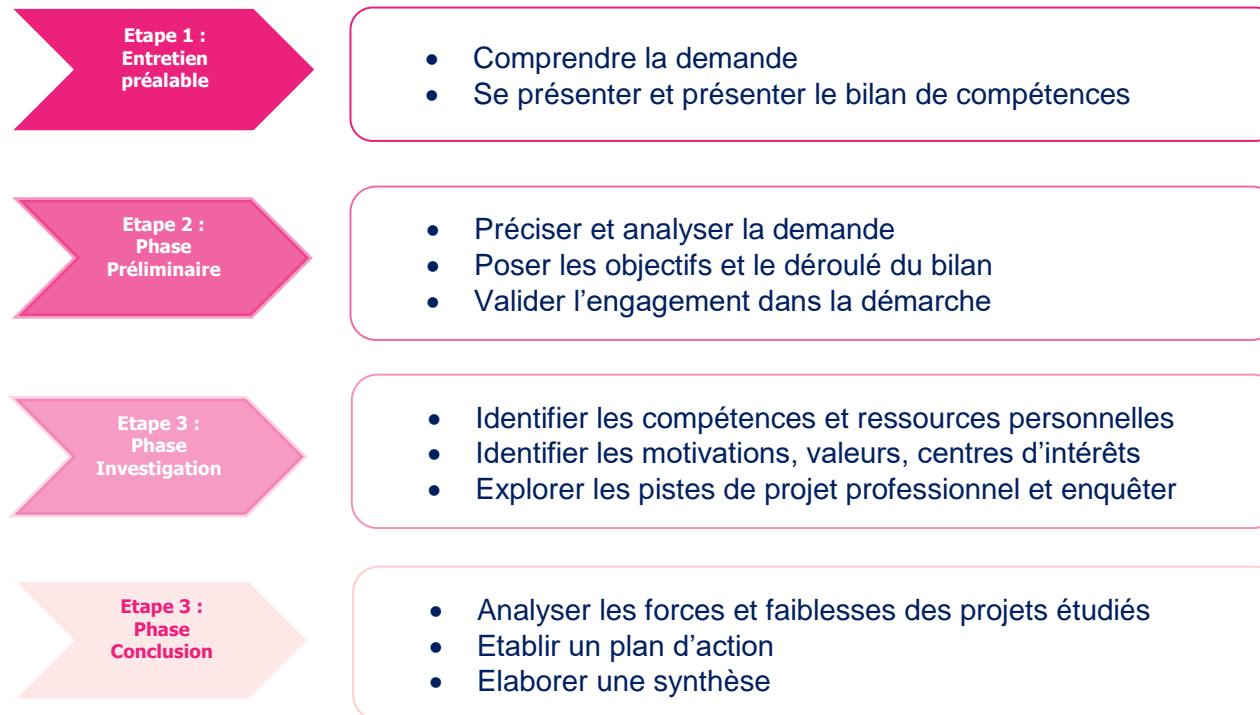 Etape 1 :
Entretien
préalable
• Comprendre la demande
• Se présenter et présenter le bilan de compétences
Etape 2 :
Phase
Préliminaire
• Préciser et analyser la demande
• Poser les objectifs et le déroulé du bilan
• Valider l’engagement dans la démarche
Etape 3 :
Phase
Investigation
• Identifier les compétences et ressources personnelles
• Identifier les motivations, valeurs, centres d’intérêts
• Explorer les pistes de projet professionnel et enquêter
Etape 3 :
Phase
Conclusion
• Analyser les forces et faiblesses des projets étudiés
• Etablir un plan d’action
• Elaborer une synthèse